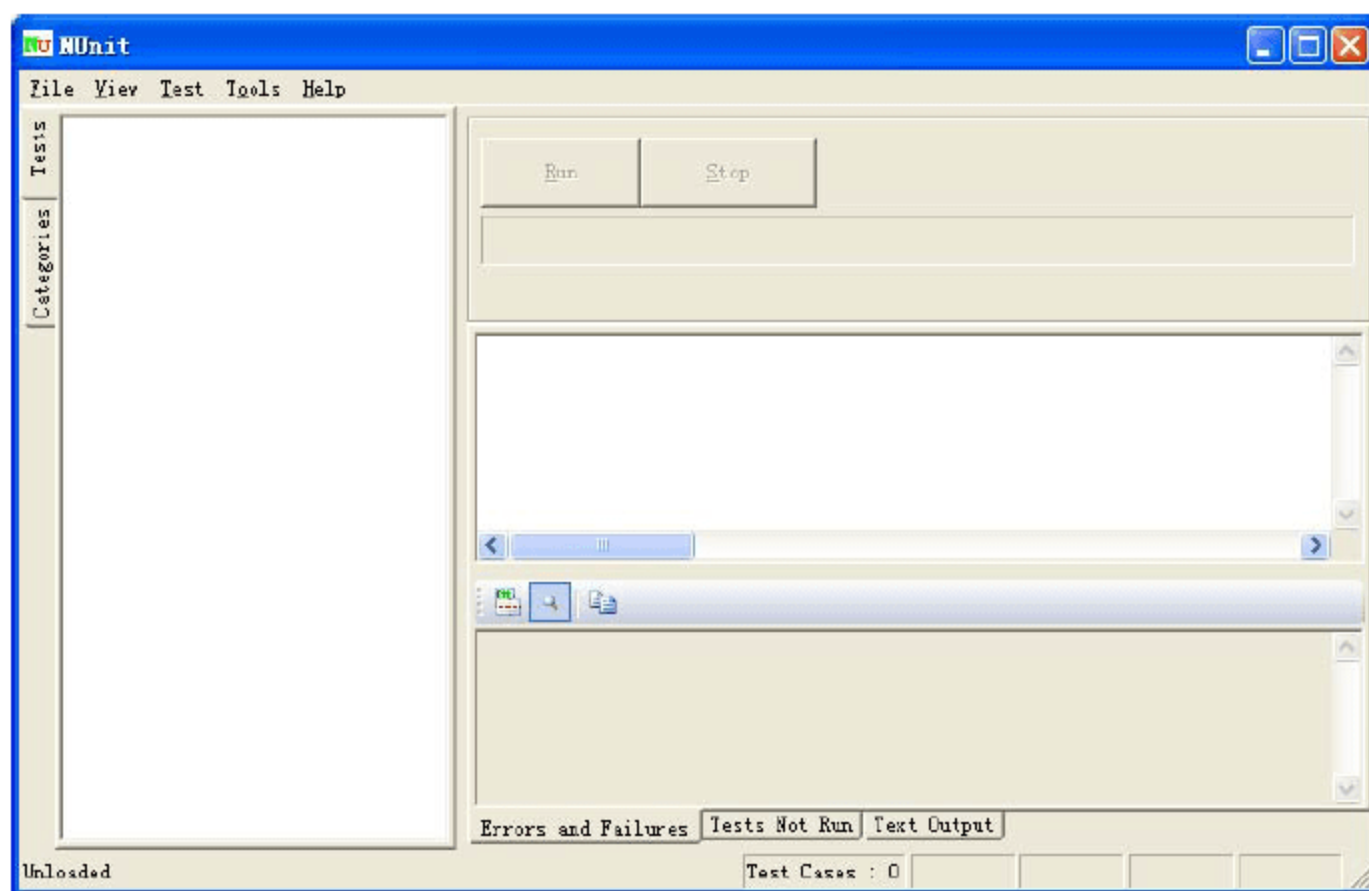 NU NUnit
File View Test Tools Help
Tests
Categories
Run Stop
Errors and Failures Tests Not Run Text Output
Unloaded Test Cases : 0